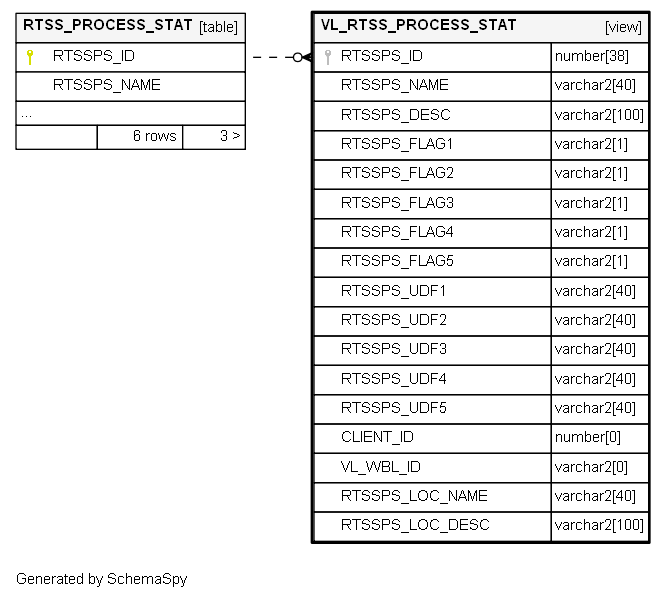 RTSS_PROCESS_STAT [table]
RTSSPS_ID
RTSSPS_NAME
...
6 rows 3 >
VL_RTSS_PROCESS_STAT [view]
RTSSPS_ID number[38]
RTSSPS_NAME varchar2[40]
RTSSPS_DESC varchar2[100]
RTSSPS_FLAG1 varchar2[1]
RTSSPS_FLAG2 varchar2[1]
RTSSPS_FLAG3 varchar2[1]
RTSSPS_FLAG4 varchar2[1]
RTSSPS_FLAG5 varchar2[1]
RTSSPS_UDF1 varchar2[40]
RTSSPS_UDF2 varchar2[40]
RTSSPS_UDF3 varchar2[40]
RTSSPS_UDF4 varchar2[40]
RTSSPS_UDF5 varchar2[40]
CLIENT_ID number[0]
VL_WBL_ID varchar2[0]
RTSSPS_LOC_NAME varchar2[40]
RTSSPS_LOC_DESC varchar2[100]
Generated by SchemaSpy